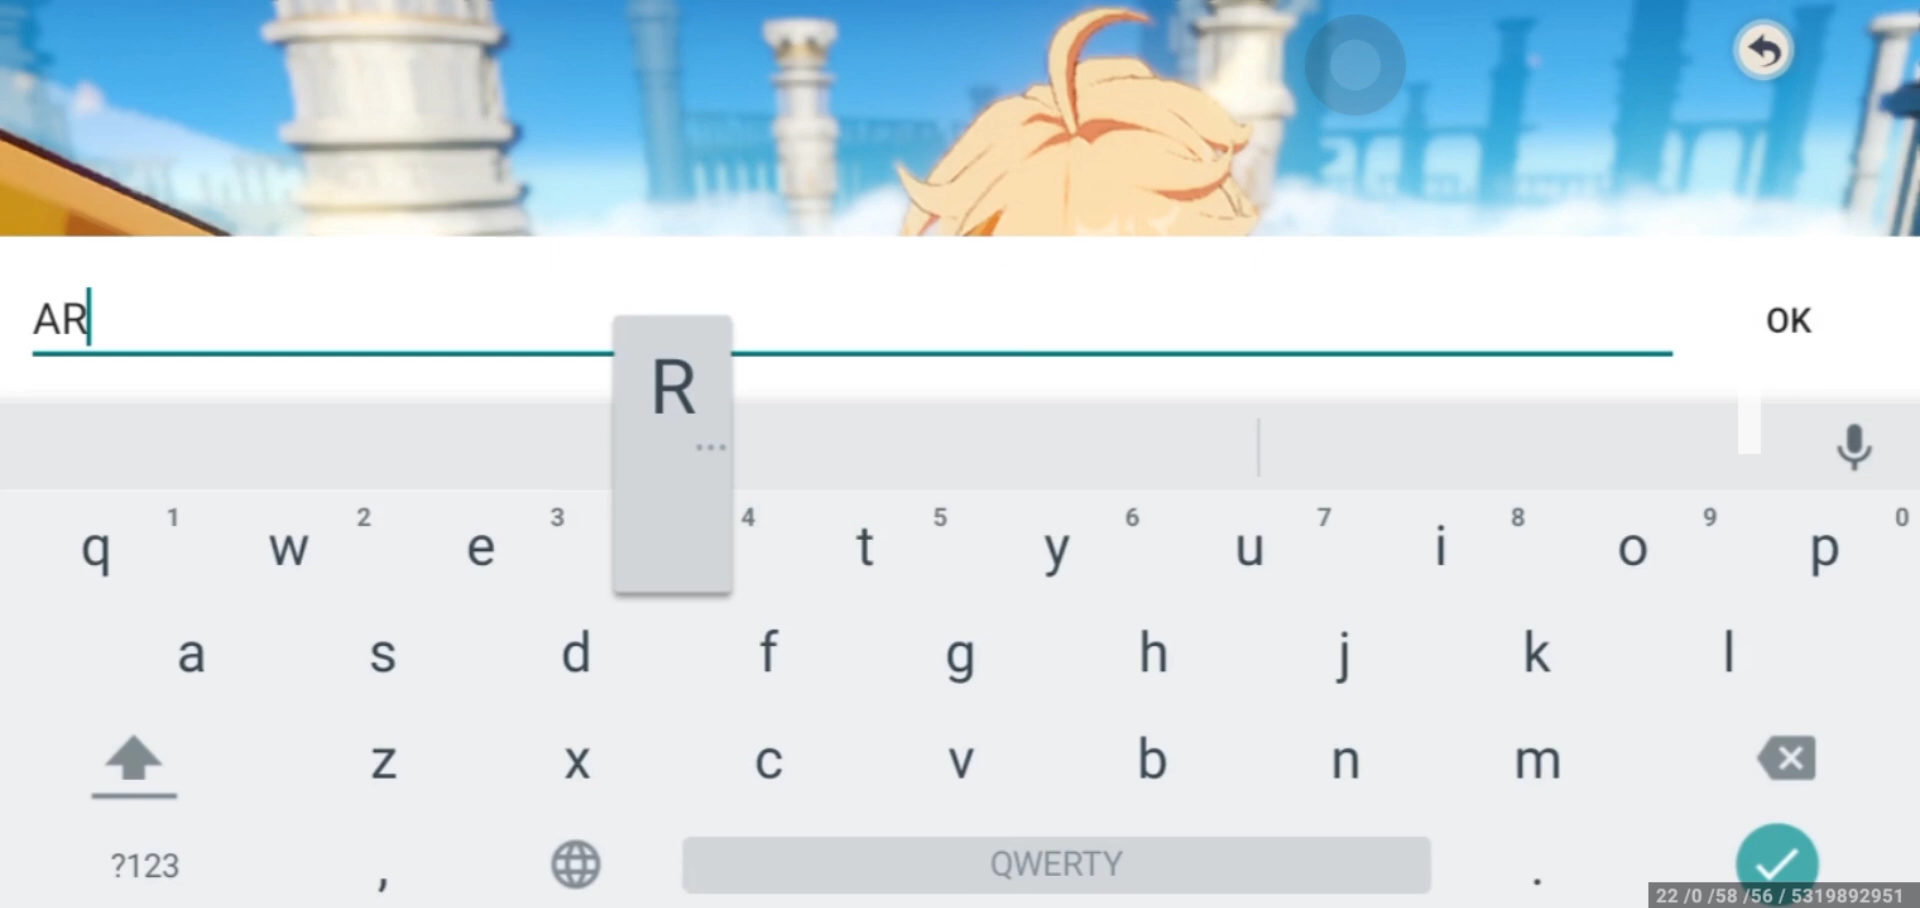 AR
OK
R
...
1 2 3 4 5 6 7 8 9 0
q w e t y u i o p
a s d f g h j k l
z x c v b n m
?123 , QWERTY .
22 /0 /58 /56 / 5319892951